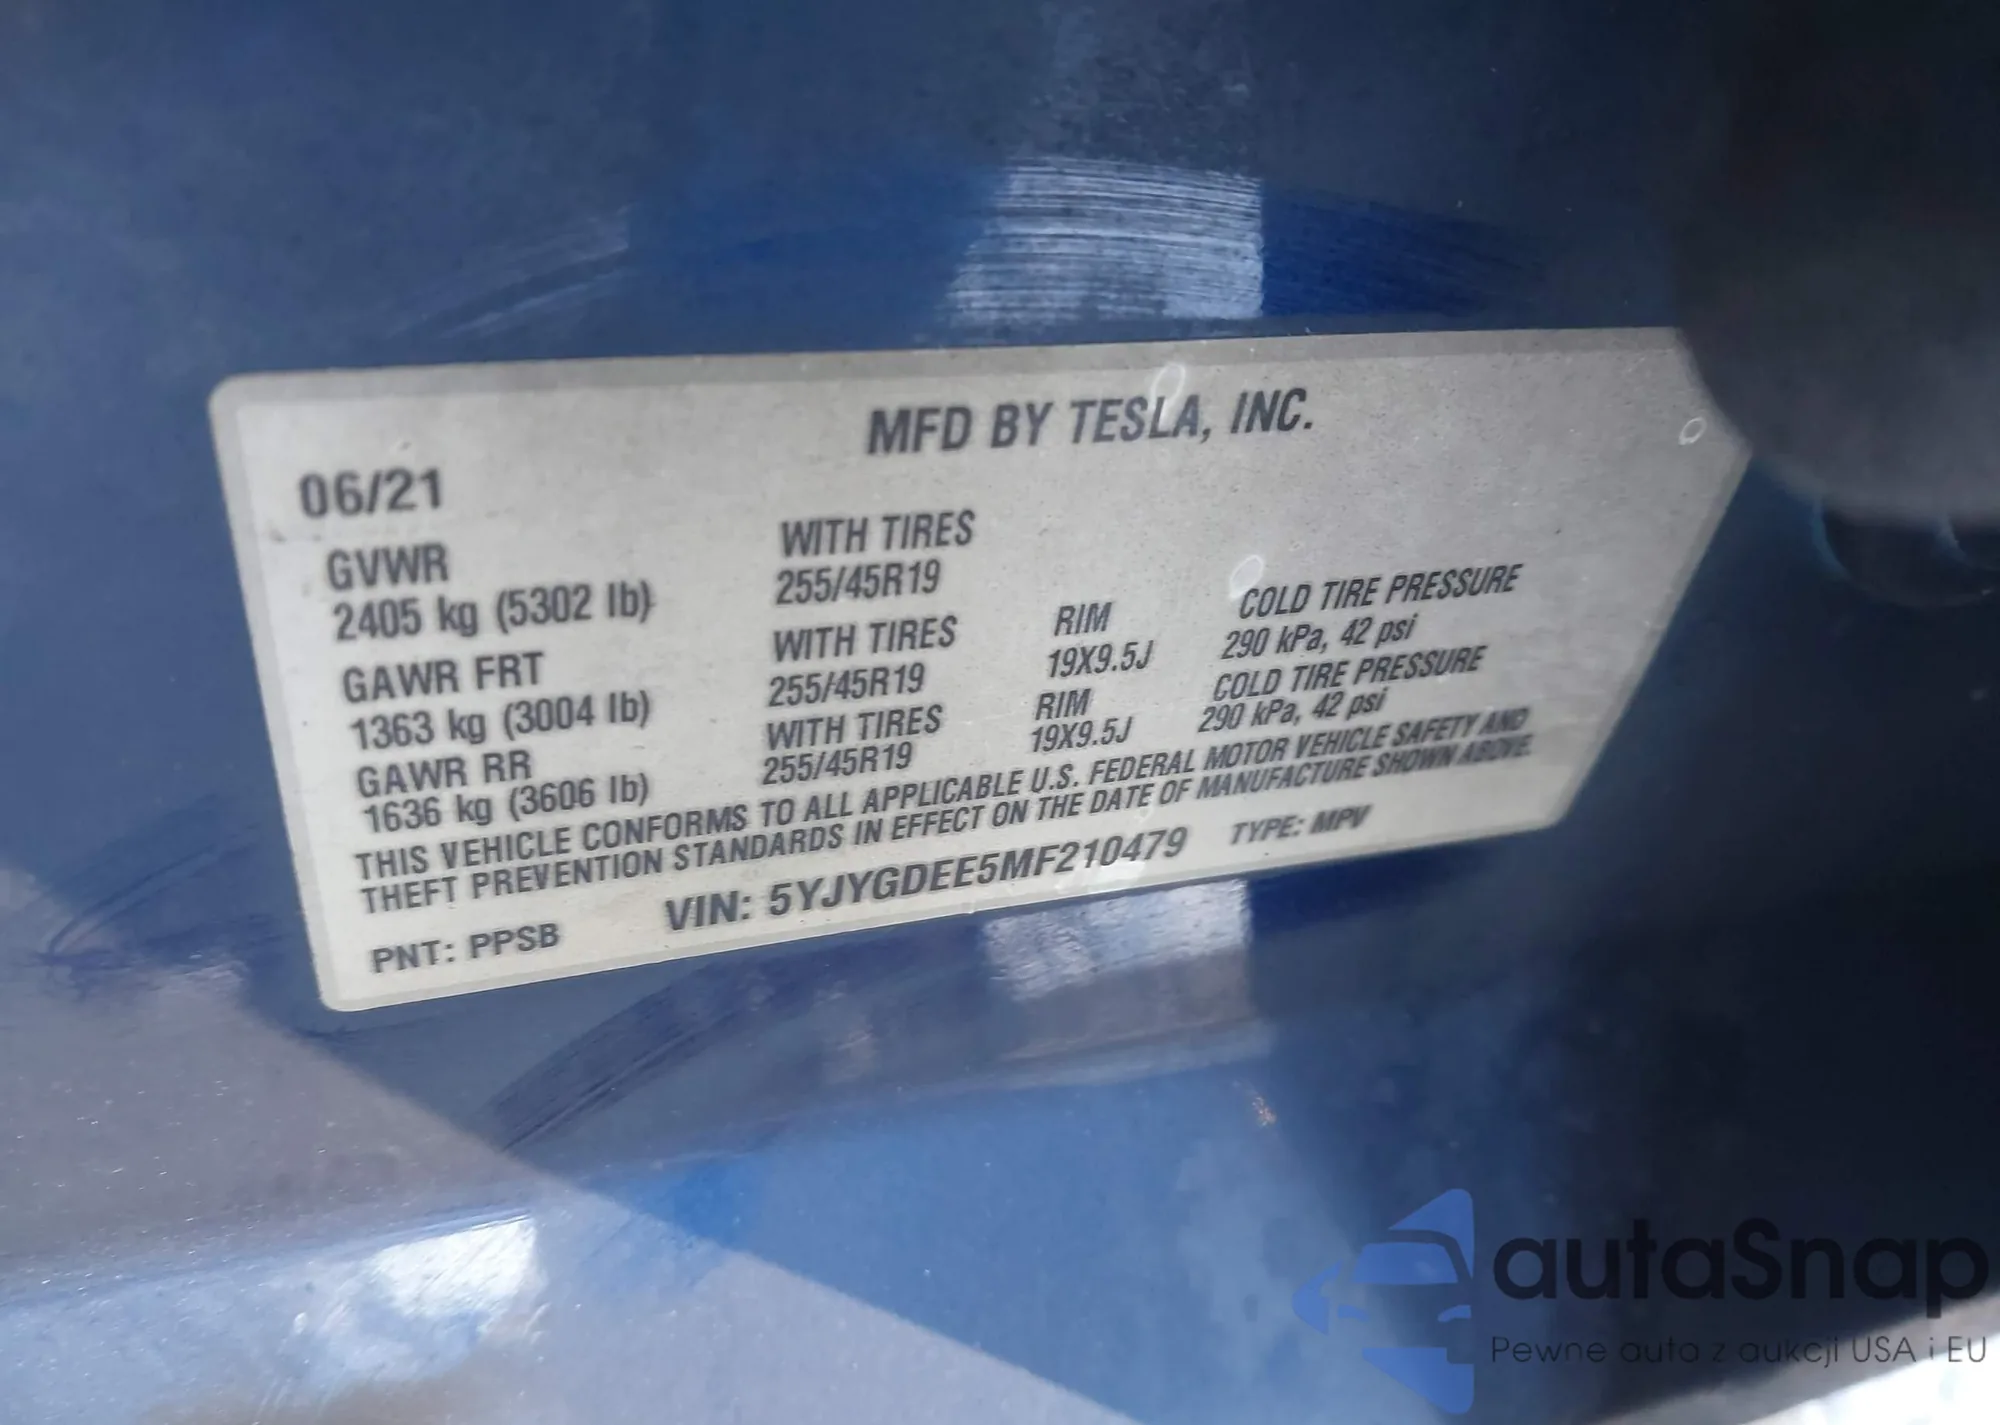 MFD BY TESLA, INC.
06/21
GVWR WITH TIRES
2405 kg (5302 lb) 255/45R19
GAWR FRT WITH TIRES RIM COLD TIRE PRESSURE
1363 kg (3004 lb) 255/45R19 19X9.5J 290 kPa, 42 psi
GAWR RR WITH TIRES RIM COLD TIRE PRESSURE
1636 kg (3606 lb) 255/45R19 19X9.5J 290 kPa, 42 psi
THIS VEHICLE CONFORMS TO ALL APPLICABLE U.S. FEDERAL MOTOR VEHICLE SAFETY AND
THEFT PREVENTION STANDARDS IN EFFECT ON THE DATE OF MANUFACTURE SHOWN ABOVE.
PNT: PPSB VIN: 5YJYGDEE5MF210479 TYPE: MPV
autaSnap
Pewne auta z aukcji USA i EU